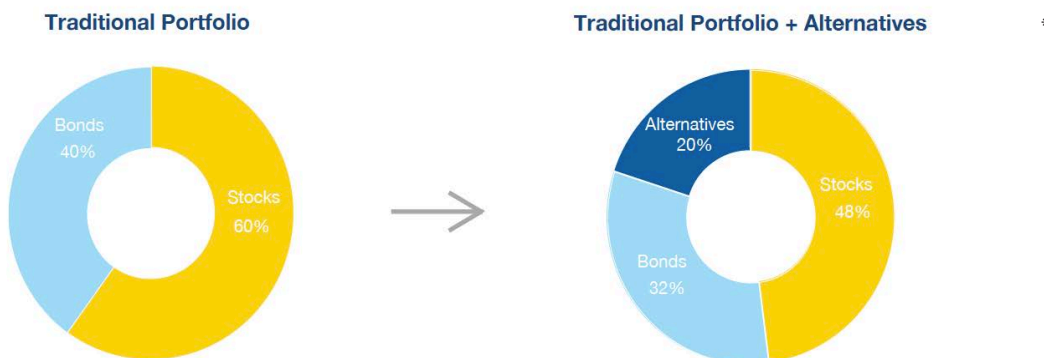 Traditional Portfolio
Bonds
40%
Stocks
60%
Traditional Portfolio + Alternatives
Alternatives
20%
Stocks
48%
Bonds
32%